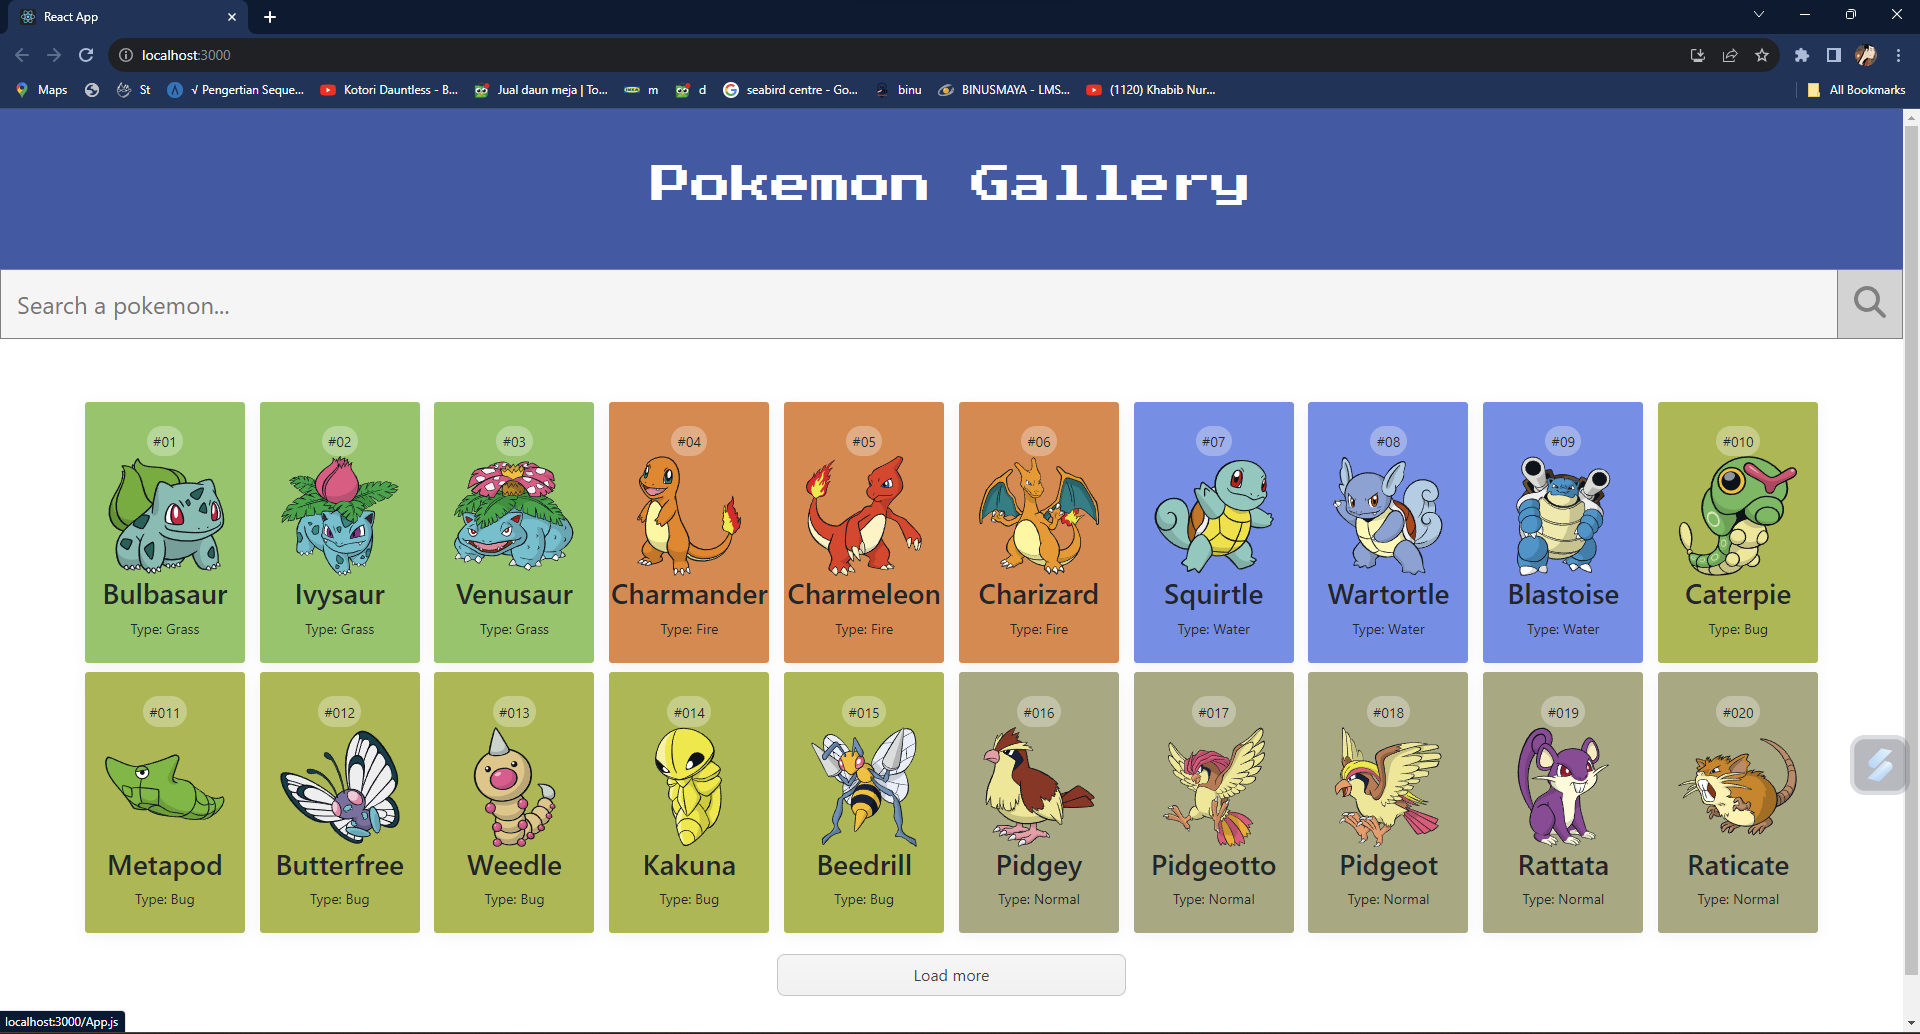 React App
localhost:3000
Maps
St
√ Pengertian Seque...
Kotori Dauntless - B...
Jual daun meja | To...
m
d
seabird centre - Go...
binu
BINUSMAYA - LMS...
(1120) Khabib Nur...
All Bookmarks
Pokemon Gallery
Search a pokemon...
#01 #02 #03 #04 #05 #06 #07 #08 #09 #010
Bulbasaur Ivysaur Venusaur Charmander Charmeleon Charizard Squirtle Wartortle Blastoise Caterpie
Type: Grass Type: Grass Type: Grass Type: Fire Type: Fire Type: Fire Type: Water Type: Water Type: Water Type: Bug
#011 #012 #013 #014 #015 #016 #017 #018 #019 #020
Metapod Butterfree Weedle Kakuna Beedrill Pidgey Pidgeotto Pidgeot Rattata Raticate
Type: Bug Type: Bug Type: Bug Type: Bug Type: Bug Type: Normal Type: Normal Type: Normal Type: Normal Type: Normal
Load more
localhost:3000/App.js